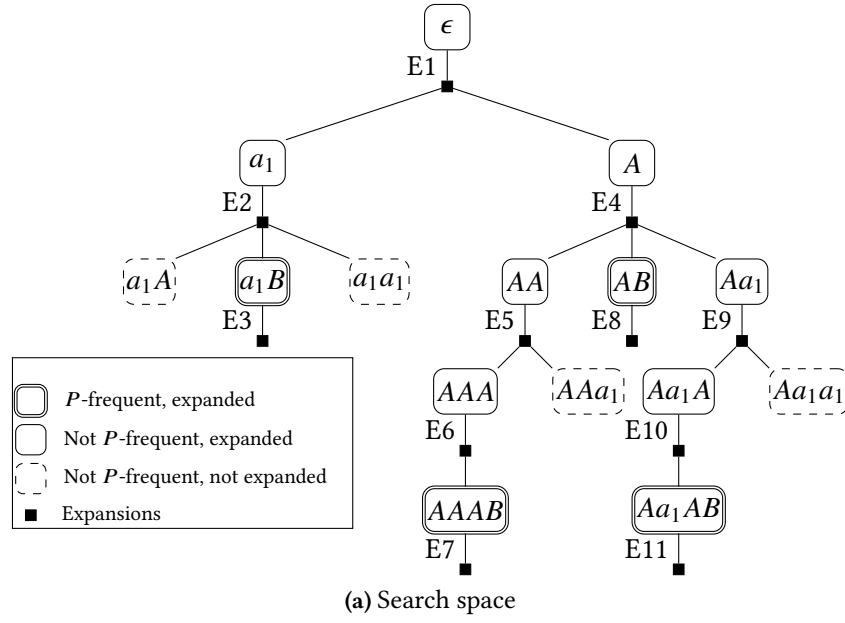 ϵ
E1
a₁ A
E2 E4
a₁A a₁B a₁a₁ AA AB Aa₁
E3 E5 E8 E9
AAA AAa₁ Aa₁A Aa₁a₁
P-frequent, expanded
Not P-frequent, expanded
E6 E10
Not P-frequent, not expanded
AAAB Aa₁AB
Expansions
E7 E11
(a) Search space